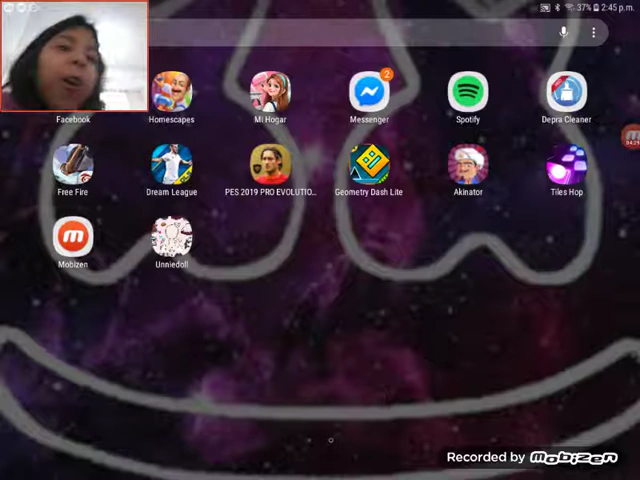 37% 2:45 p.m.
Facebook Homescapes Mi Hogar Messenger Spotify Depra Cleaner
2
Free Fire Dream League PES 2019 PRO EVOLUTIO... Geometry Dash Lite Akinator Tiles Hop
Mobizen Unniedoll
Recorded by Mobizen